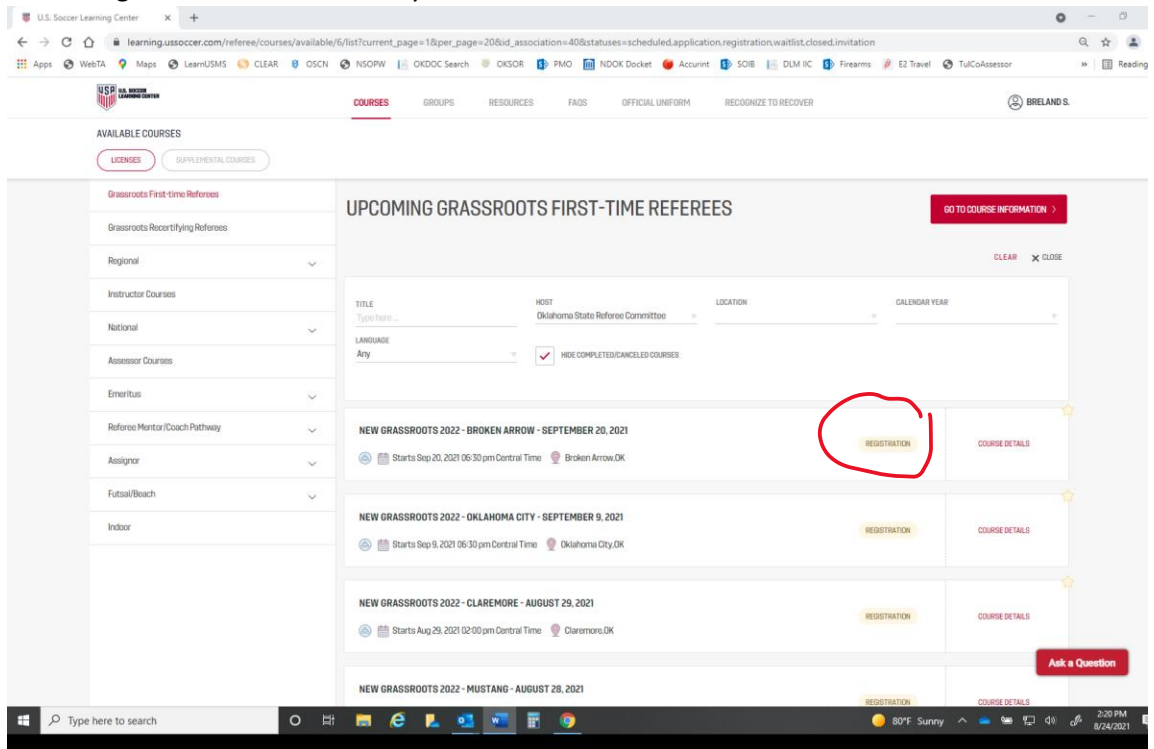 U.S. Soccer Learning Center
learning.ussoccer.com/referee/courses/available/6/list?current_page=1&per_page=20&id_association=40&statuses=scheduled,application,registration,waitlist,closed,invitation
Apps WebTA Maps LearnUSMS CLEAR OSCN NSOPW OKDOC Search OKSOR PMO NDOK Docket Accurint SOIB DLM IIC Firearms E2 Travel TulCoAssessor » Reading
U.S. SOCCER LEARNING CENTER
COURSES GROUPS RESOURCES FAQS OFFICIAL UNIFORM RECOGNIZE TO RECOVER BRELAND S.
AVAILABLE COURSES
LICENSES SUPPLEMENTAL COURSES
Grassroots First-time Referees
Grassroots Recertifying Referees
Regional
Instructor Courses
National
Assessor Courses
Emeritus
Referee Mentor/Coach Pathway
Assignor
Futsal/Beach
Indoor
UPCOMING GRASSROOTS FIRST-TIME REFEREES
GO TO COURSE INFORMATION >
CLEAR X CLOSE
TITLE HOST LOCATION CALENDAR YEAR
Type here ... Oklahoma State Referee Committee
LANGUAGE
Any HIDE COMPLETED/CANCELED COURSES
NEW GRASSROOTS 2022 - BROKEN ARROW - SEPTEMBER 20, 2021
Starts Sep 20, 2021 06:30 pm Central Time Broken Arrow,OK
REGISTRATION COURSE DETAILS
NEW GRASSROOTS 2022 - OKLAHOMA CITY - SEPTEMBER 9, 2021
Starts Sep 9, 2021 06:30 pm Central Time Oklahoma City,OK
REGISTRATION COURSE DETAILS
NEW GRASSROOTS 2022 - CLAREMORE - AUGUST 29, 2021
Starts Aug 29, 2021 02:00 pm Central Time Claremore,OK
REGISTRATION COURSE DETAILS
NEW GRASSROOTS 2022 - MUSTANG - AUGUST 28, 2021
REGISTRATION COURSE DETAILS
Ask a Question
Type here to search
80°F Sunny
2:20 PM
8/24/2021